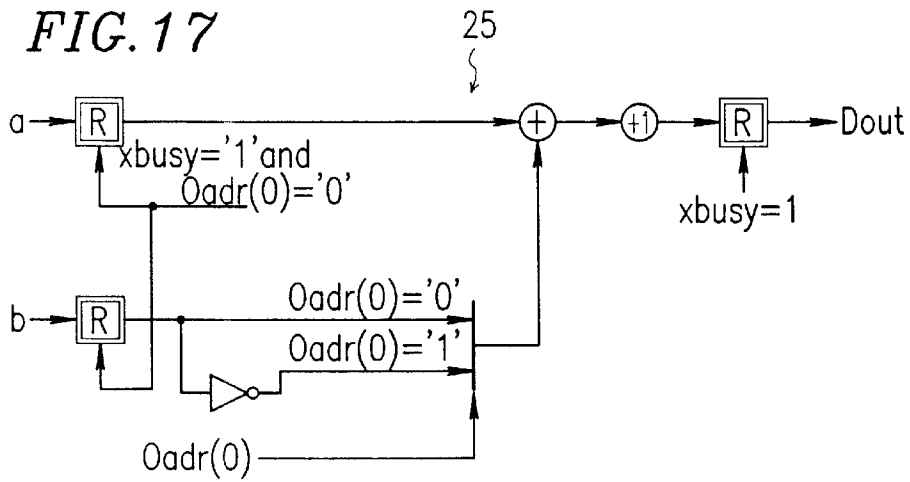 FIG.17
25
a
R
+
+1
R
Dout
xbusy='1'and
Oadr(0)='0'
xbusy=1
b
R
Oadr(0)='0'
Oadr(0)='1'
Oadr(0)